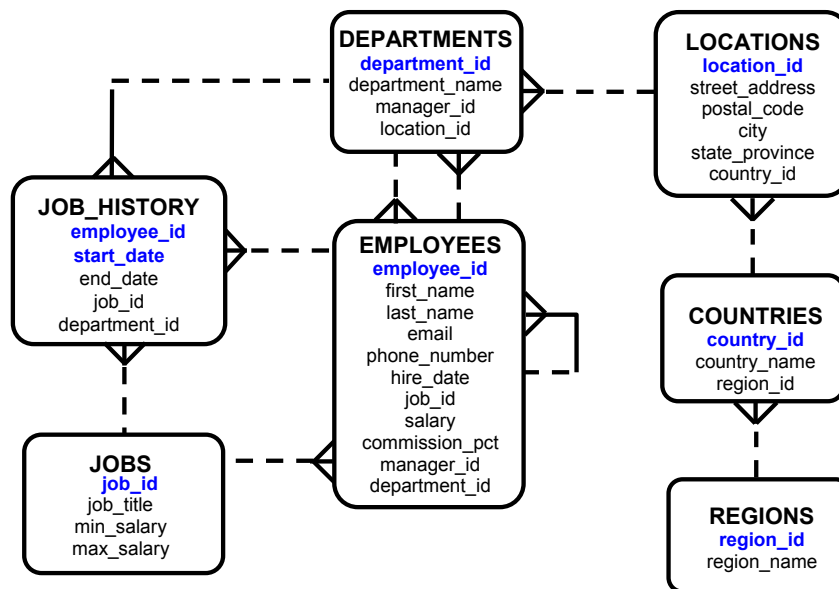 DEPARTMENTS
department_id
department_name
manager_id
location_id
LOCATIONS
location_id
street_address
postal_code
city
state_province
country_id
JOB_HISTORY
employee_id
start_date
end_date
job_id
department_id
EMPLOYEES
employee_id
first_name
last_name
email
phone_number
hire_date
job_id
salary
commission_pct
manager_id
department_id
COUNTRIES
country_id
country_name
region_id
JOBS
job_id
job_title
min_salary
max_salary
REGIONS
region_id
region_name